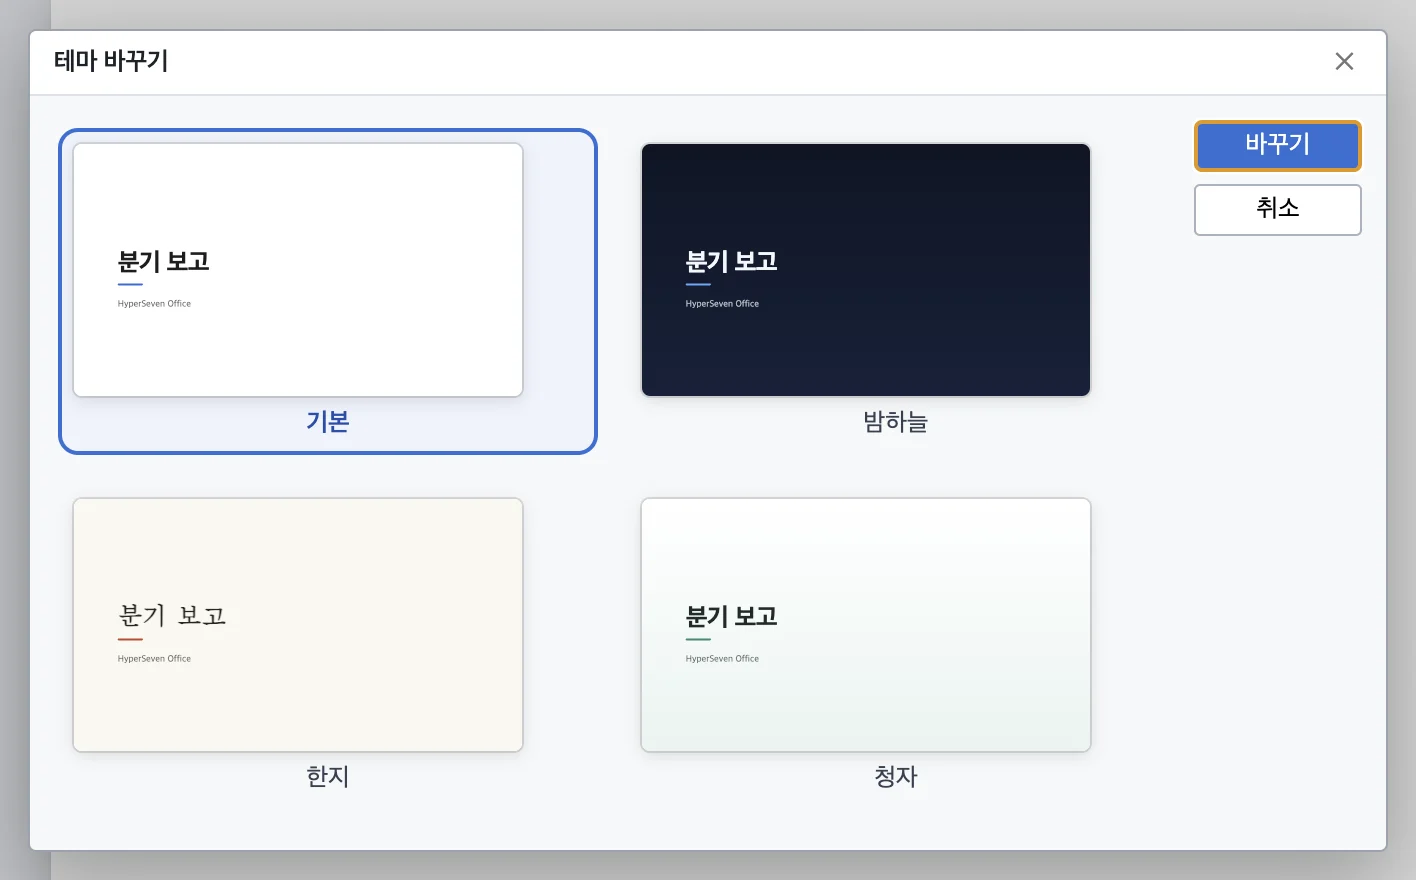 테마 바꾸기
분기 보고
HyperSeven Office
기본
분기 보고
HyperSeven Office
밤하늘
바꾸기
취소
분기 보고
HyperSeven Office
한지
분기 보고
HyperSeven Office
청자